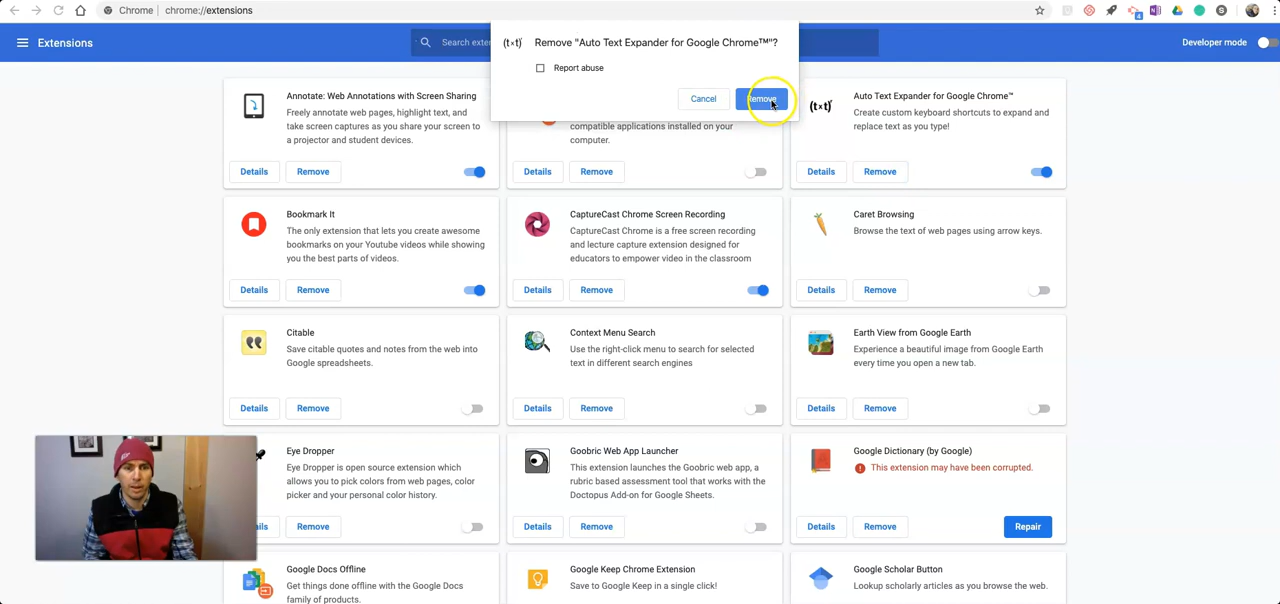 Chrome | chrome://extensions
4
Extensions
Search exter
Developer mode
(t×t)
Remove "Auto Text Expander for Google Chrome™"?
Report abuse
Cancel
Remove
Annotate: Web Annotations with Screen Sharing
Freely annotate web pages, highlight text, and
take screen captures as you share your screen to
a projector and student devices.
Details
Remove
compatible applications installed on your
computer.
Details
Remove
(t×t)
Auto Text Expander for Google Chrome™
Create custom keyboard shortcuts to expand and
replace text as you type!
Details
Remove
Bookmark It
The only extension that lets you create awesome
bookmarks on your Youtube videos while showing
you the best parts of videos.
Details
Remove
CaptureCast Chrome Screen Recording
CaptureCast is a free screen recording
and lecture capture extension designed for
educators to empower video in the classroom
Details
Remove
Caret Browsing
Browse the text of web pages using arrow keys.
Details
Remove
Citable
Save citable quotes and notes from the web into
Google spreadsheets.
Details
Remove
Context Menu Search
Use the right-click menu to search for selected
text in different search engines
Details
Remove
Earth View from Google Earth
Experience a beautiful image from Google Earth
every time you open a new tab.
Details
Remove
Eye Dropper
Eye Dropper is open source extension which
allows you to pick colors from web pages, color
picker and your personal color history.
ails
Remove
Goobric Web App Launcher
This extension launches the Goobric web app, a
rubric based assessment tool that works with the
Doctopus Add-on for Google Sheets.
Details
Remove
Google Dictionary (by Google)
This extension may have been corrupted.
Details
Remove
Repair
Google Docs Offline
Get things done offline with the Google Docs
family of products.
Google Keep Chrome Extension
Save to Google Keep in a single click!
Google Scholar Button
Lookup scholarly articles as you browse the web.